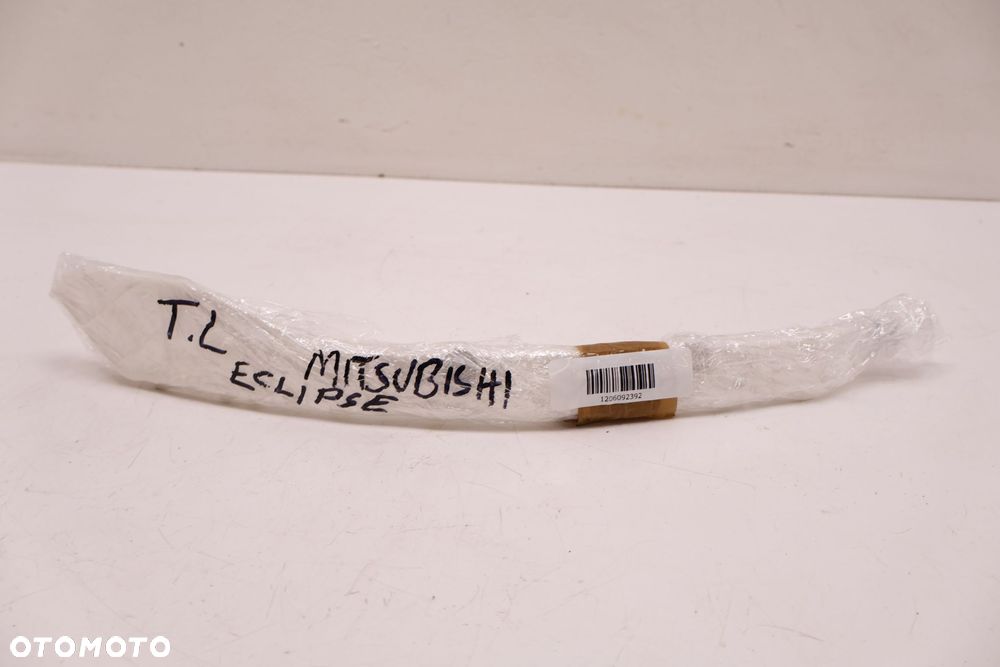 T.L
MITSUBISHI
ECLIPSE
1206092392
OTOMOTO